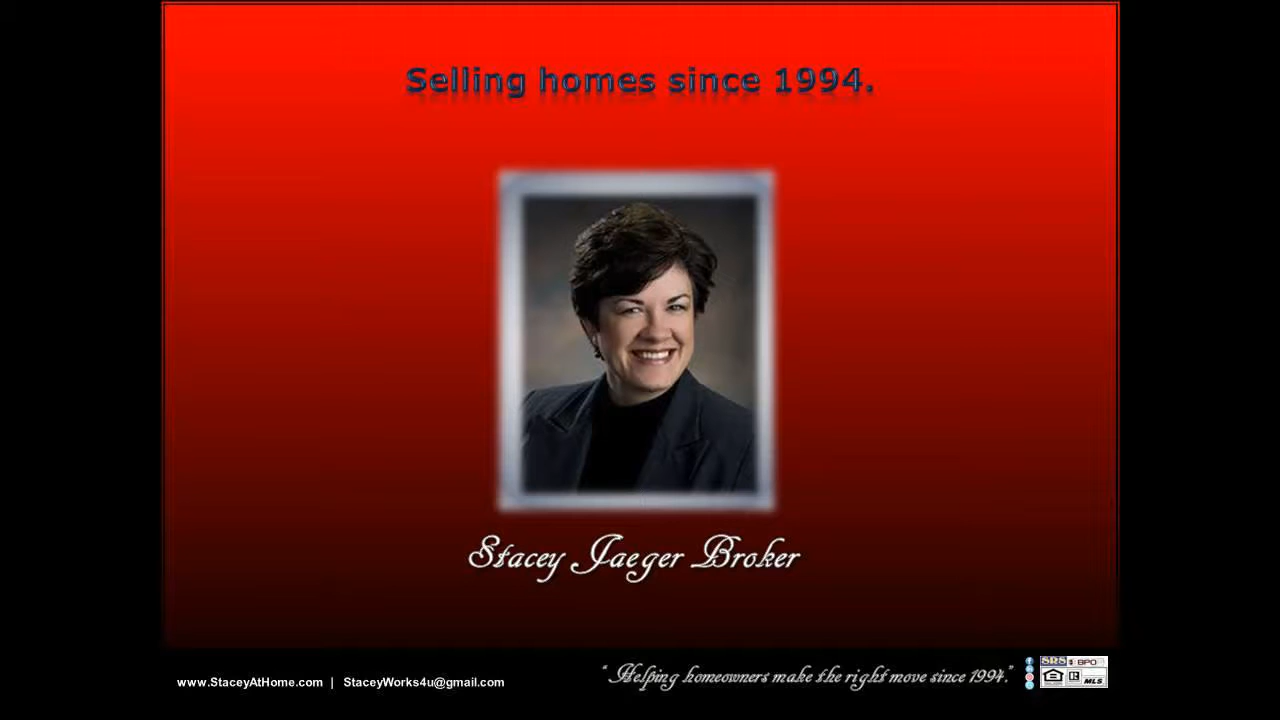 Selling homes since 1994.
Stacey Jaeger Broker
www.StaceyAtHome.com | StaceyWorks4u@gmail.com
"Helping homeowners make the right move since 1994."
SRS BPO
R MLS